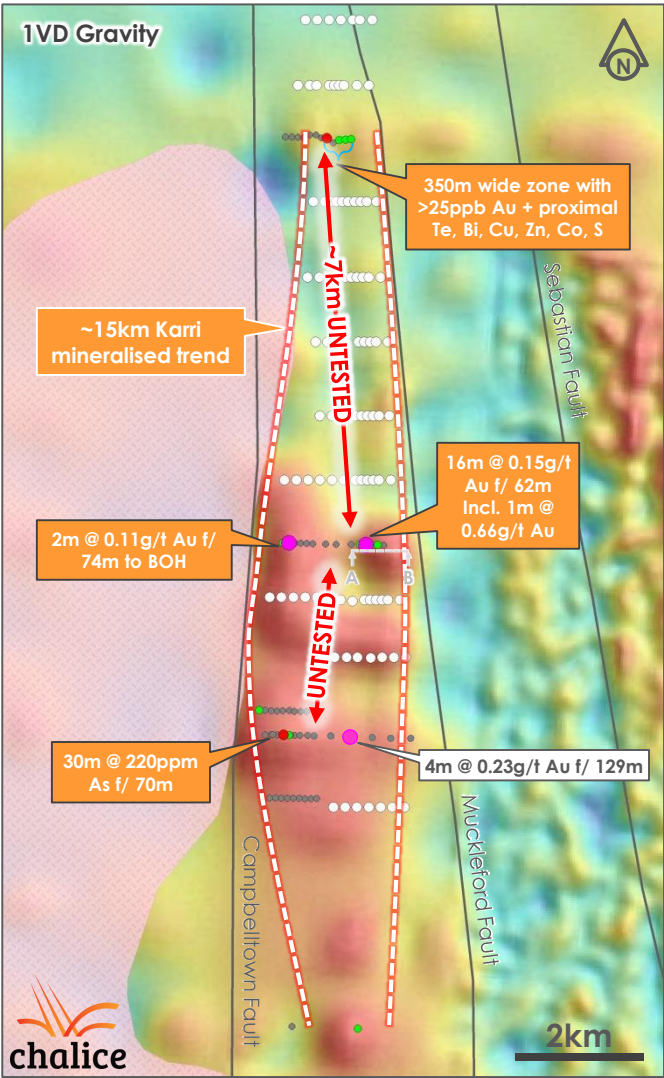 1VD Gravity
N
350m wide zone with
>25ppb Au + proximal
Te, Bi, Cu, Zn, Co, S
~7km UNTESTED
Sebastian Fault
~15km Karri
mineralised trend
16m @ 0.15g/t
Au f/ 62m
Incl. 1m @
0.66g/t Au
2m @ 0.11g/t Au f/
74m to BOH
A
B
UNTESTED
30m @ 220ppm
As f/ 70m
4m @ 0.23g/t Au f/ 129m
Campbelltown Fault
Muckleford Fault
chalice
2km